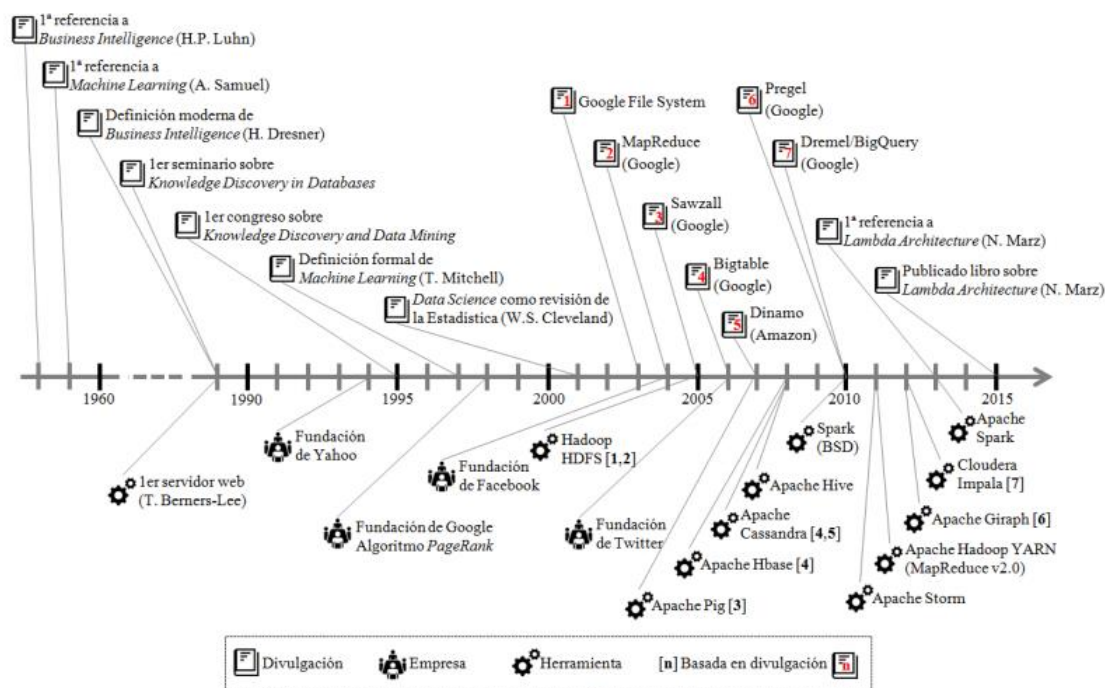 1ª referencia a
Business Intelligence (H.P. Luhn)
1ª referencia a
Machine Learning (A. Samuel)
Definición moderna de
Business Intelligence (H. Dresner)
1er seminario sobre
Knowledge Discovery in Databases
1er congreso sobre
Knowledge Discovery and Data Mining
Definición formal de
Machine Learning (T. Mitchell)
Data Science como revisión de
la Estadística (W.S. Cleveland)
1
Google File System
2
MapReduce
(Google)
3
Sawzall
(Google)
4
Bigtable
(Google)
5
Dinamo
(Amazon)
6
Pregel
(Google)
7
Dremel/BigQuery
(Google)
1ª referencia a
Lambda Architecture (N. Marz)
Publicado libro sobre
Lambda Architecture (N. Marz)
1960
1990
1995
2000
2005
2010
2015
1er servidor web
(T. Berners-Lee)
Fundación
de Yahoo
Fundación de Google
Algoritmo PageRank
Fundación
de Facebook
Hadoop
HDFS [1,2]
Fundación
de Twitter
Apache Pig [3]
Apache Hbase [4]
Apache
Cassandra [4,5]
Apache Hive
Spark
(BSD)
Apache Storm
Apache Hadoop YARN
(MapReduce v2.0)
Apache Giraph [6]
Cloudera
Impala [7]
Apache
Spark
Divulgación
Empresa
Herramienta
[n] Basada en divulgación
n